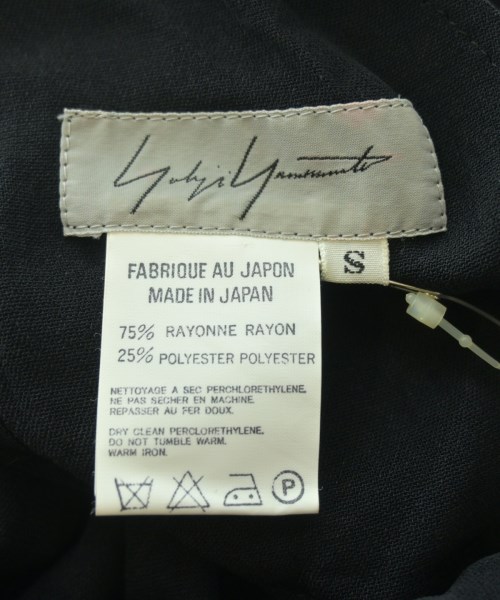 Yohji Yamamoto
S
FABRIQUE AU JAPON
MADE IN JAPAN
75% RAYONNE RAYON
25% POLYESTER POLYESTER
NETTOYAGE A SEC PERCHLORETHYLENE.
NE PAS SECHER EN MACHINE.
REPASSER AU FER DOUX.
DRY CLEAN PERCLORETHYLENE.
DO NOT TUMBLE WARM.
WARM IRON.
P